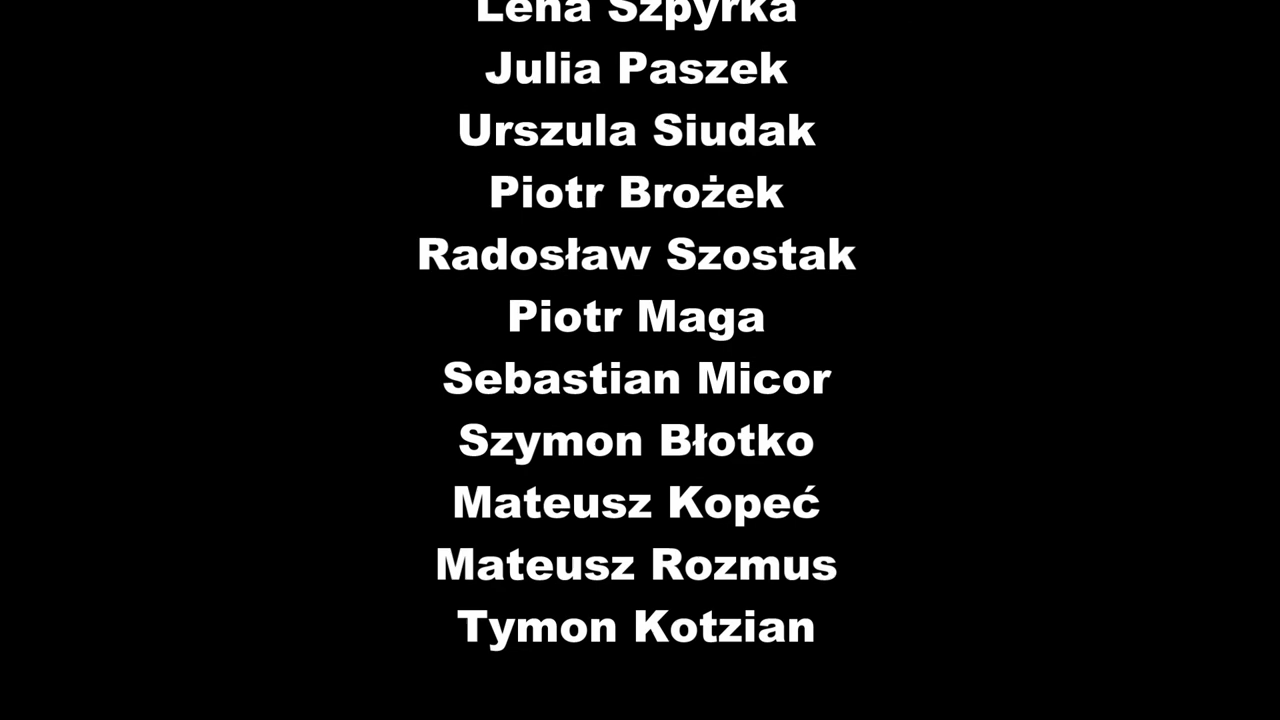 Lena Szpyrka
Julia Paszek
Urszula Siudak
Piotr Brożek
Radosław Szostak
Piotr Maga
Sebastian Micor
Szymon Błotko
Mateusz Kopeć
Mateusz Rozmus
Tymon Kotzian